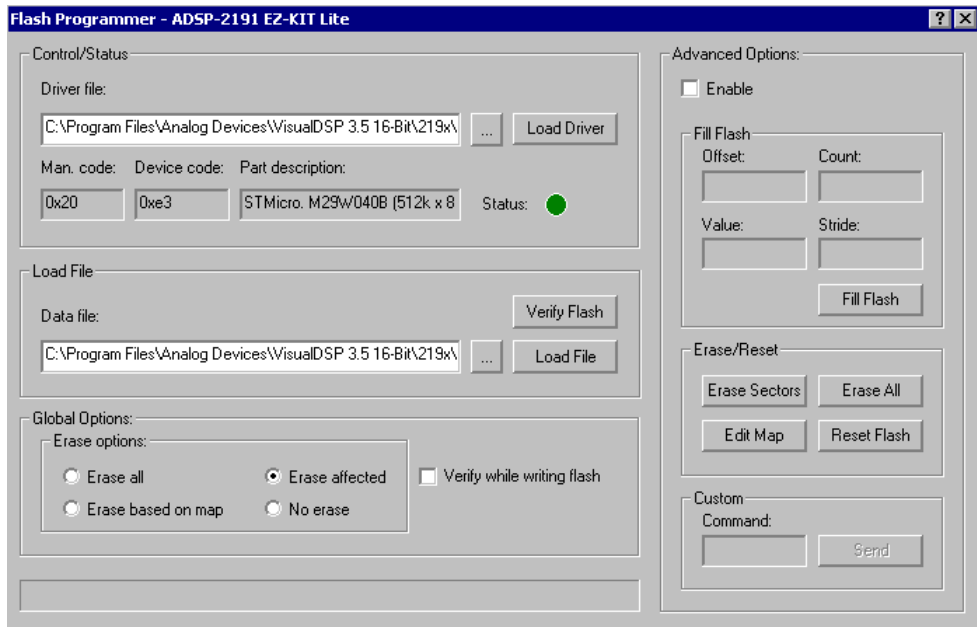 Flash Programmer - ADSP-2191 EZ-KIT Lite
Control/Status
Driver file:
C:\Program Files\Analog Devices\VisualDSP 3.5 16-Bit\219x\
... Load Driver
Man. code: Device code: Part description:
0x20 0xe3 STMicro. M29W040B (512k x 8 Status:
Load File
Verify Flash
Data file:
C:\Program Files\Analog Devices\VisualDSP 3.5 16-Bit\219x\
... Load File
Global Options:
Erase options:
Erase all Erase affected Verify while writing flash
Erase based on map No erase
Advanced Options:
Enable
Fill Flash
Offset: Count:
Value: Stride:
Fill Flash
Erase/Reset
Erase Sectors Erase All
Edit Map Reset Flash
Custom
Command:
Send